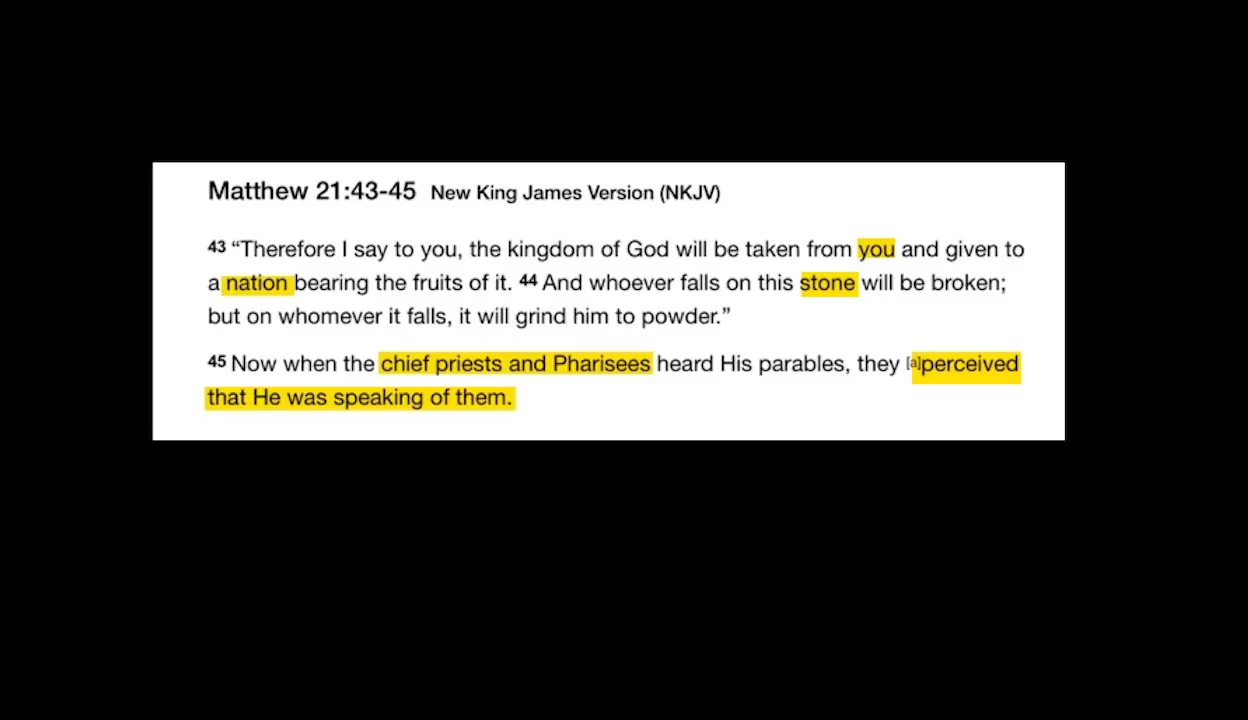 Matthew 21:43-45 New King James Version (NKJV)
43 “Therefore I say to you, the kingdom of God will be taken from you and given to
a nation bearing the fruits of it. 44 And whoever falls on this stone will be broken;
but on whomever it falls, it will grind him to powder.”
45 Now when the chief priests and Pharisees heard His parables, they [a]perceived
that He was speaking of them.